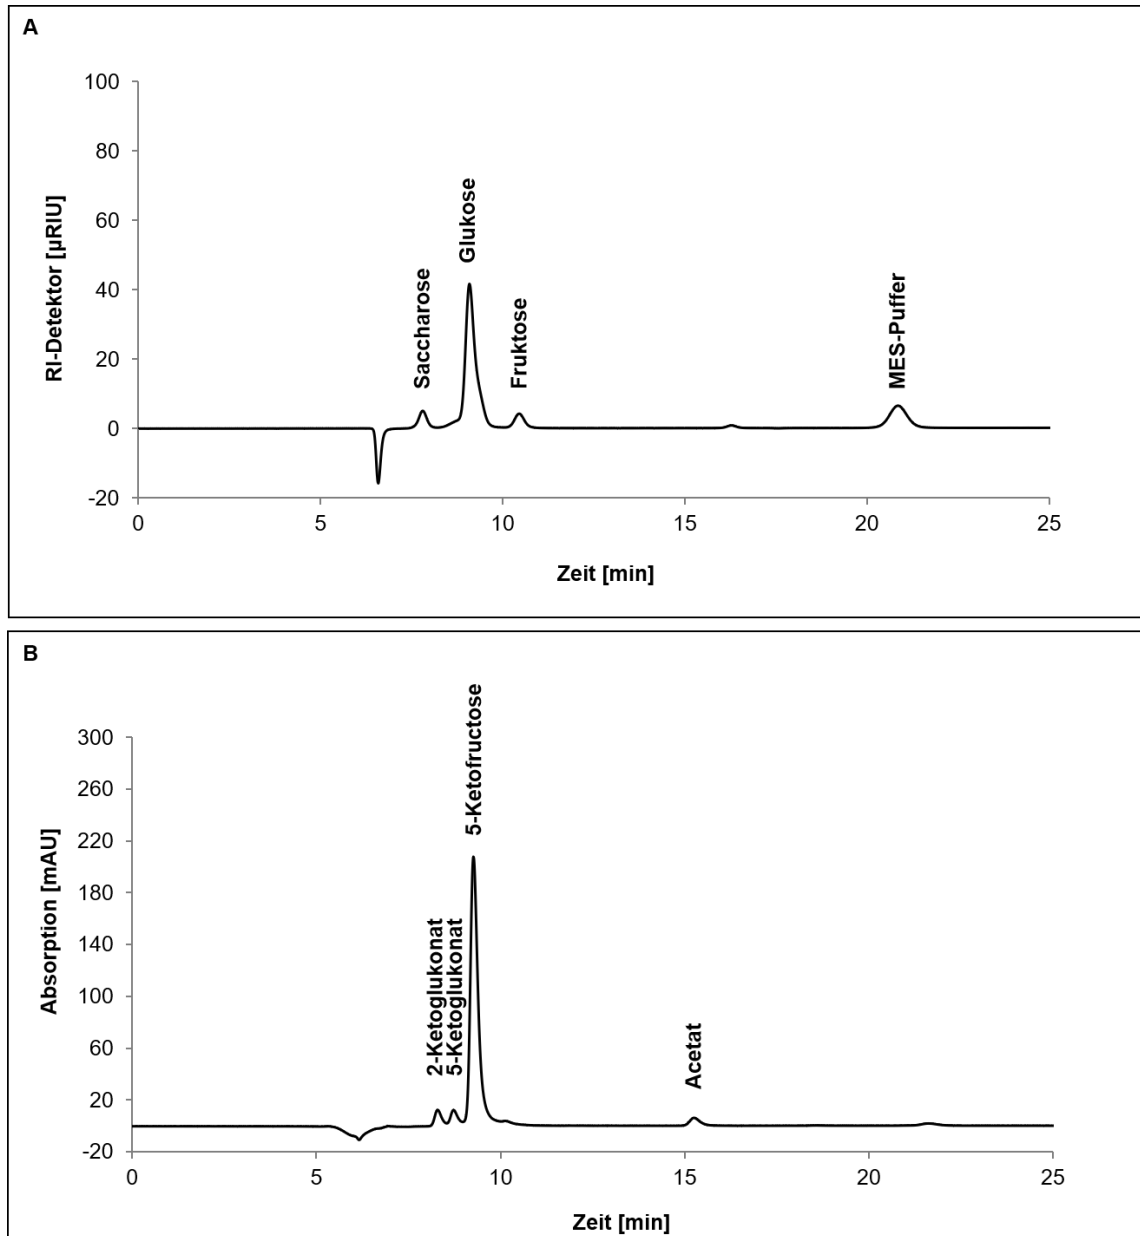 A
100
80
60
40
20
0
-20
RI-Detektor [µRIU]
Saccharose
Glukose
Fruktose
MES-Puffer
0 5 10 15 20 25
Zeit [min]
B
300
260
220
180
140
100
60
20
-20
Absorption [mAU]
2-Ketoglukonat
5-Ketoglukonat
5-Ketofructose
Acetat
0 5 10 15 20 25
Zeit [min]